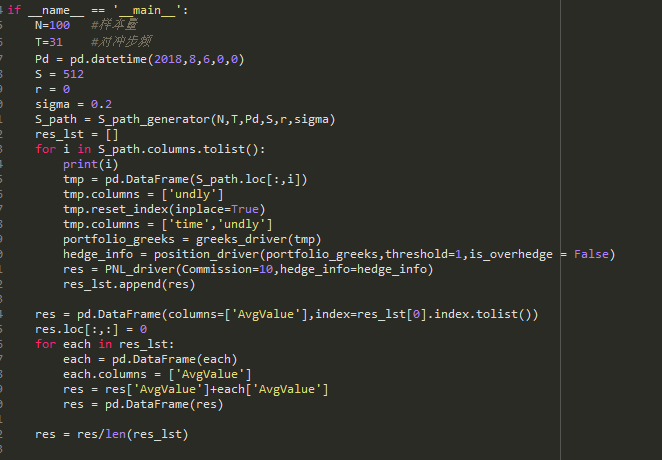 if __name__ == '__main__':
    N=100   #样本量
    T=31    #对冲步频
    Pd = pd.datetime(2018,8,6,0,0)
    S = 512
    r = 0
    sigma = 0.2
    S_path = S_path_generator(N,T,Pd,S,r,sigma)
    res_lst = []
    for i in S_path.columns.tolist():
        print(i)
        tmp = pd.DataFrame(S_path.loc[:,i])
        tmp.columns = ['undly']
        tmp.reset_index(inplace=True)
        tmp.columns = ['time','undly']
        portfolio_greeks = greeks_driver(tmp)
        hedge_info = position_driver(portfolio_greeks,threshold=1,is_overhedge = False)
        res = PNL_driver(Commission=10,hedge_info=hedge_info)
        res_lst.append(res)
    res = pd.DataFrame(columns=['AvgValue'],index=res_lst[0].index.tolist())
    res.loc[:,:] = 0
    for each in res_lst:
        each = pd.DataFrame(each)
        each.columns = ['AvgValue']
        res = res['AvgValue']+each['AvgValue']
        res = pd.DataFrame(res)
    res = res/len(res_lst)